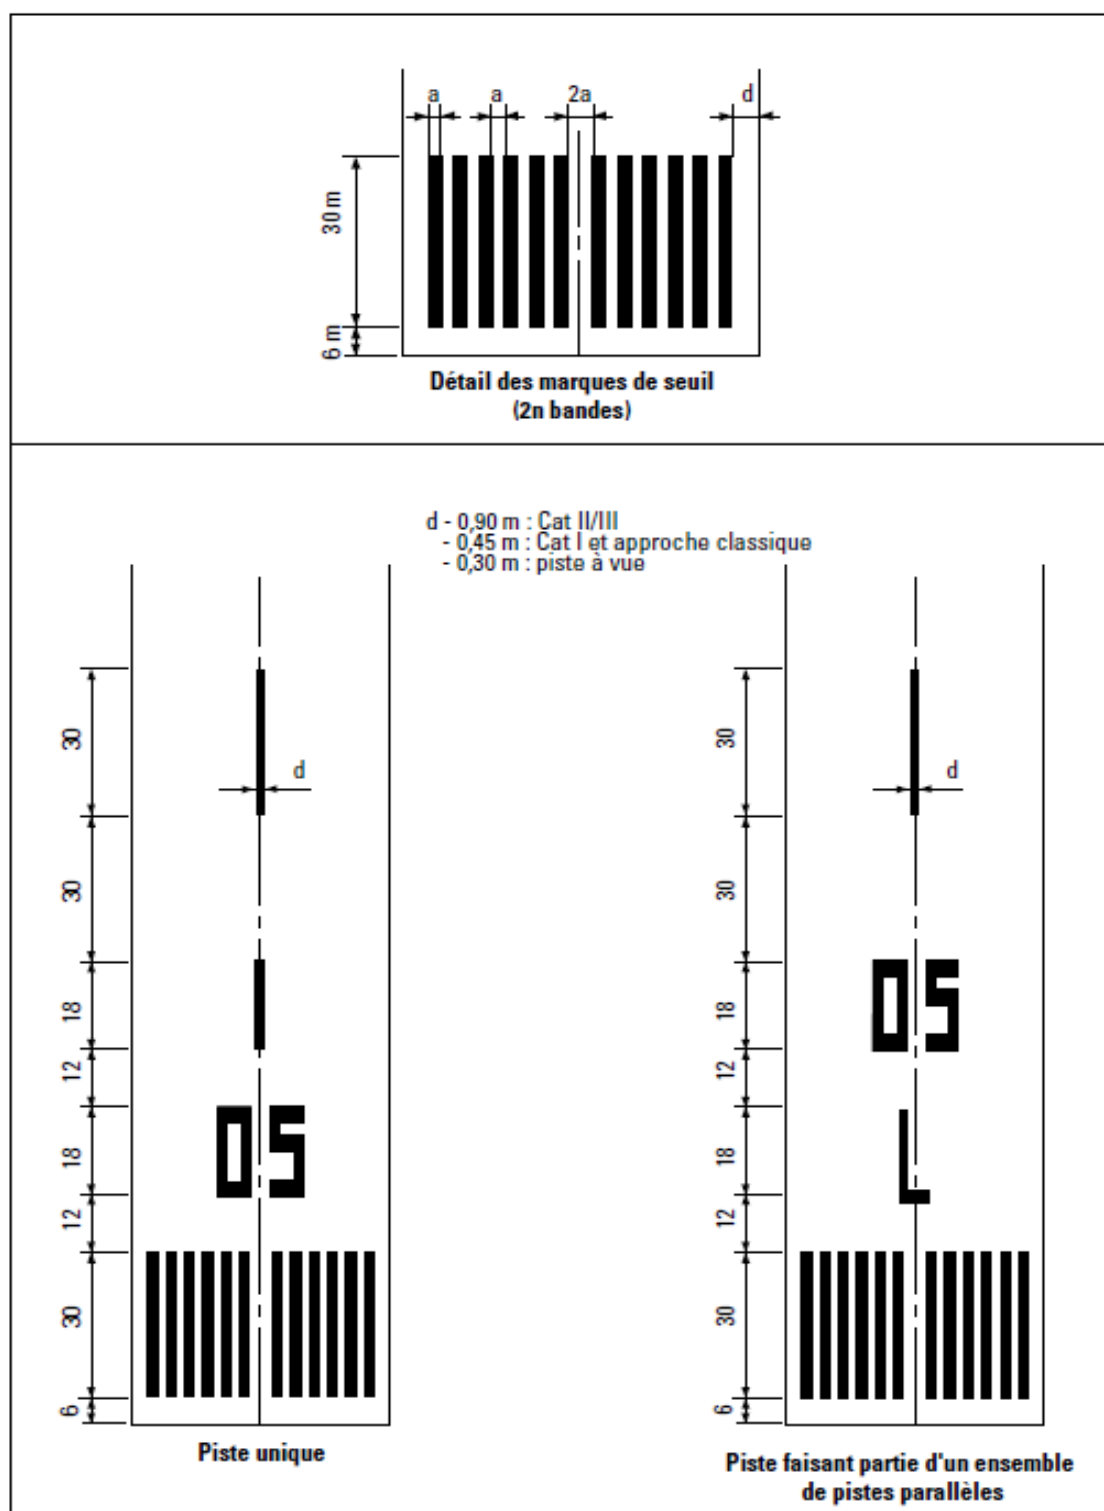 a a 2a d
30 m
6 m
Détail des marques de seuil
(2n bandes)
d - 0,90 m : Cat II/III
- 0,45 m : Cat I et approche classique
- 0,30 m : piste à vue
30
d
30
18
12
05
18
12
30
6
Piste unique
30
d
30
05
18
12
L
18
12
30
6
Piste faisant partie d'un ensemble
de pistes parallèles